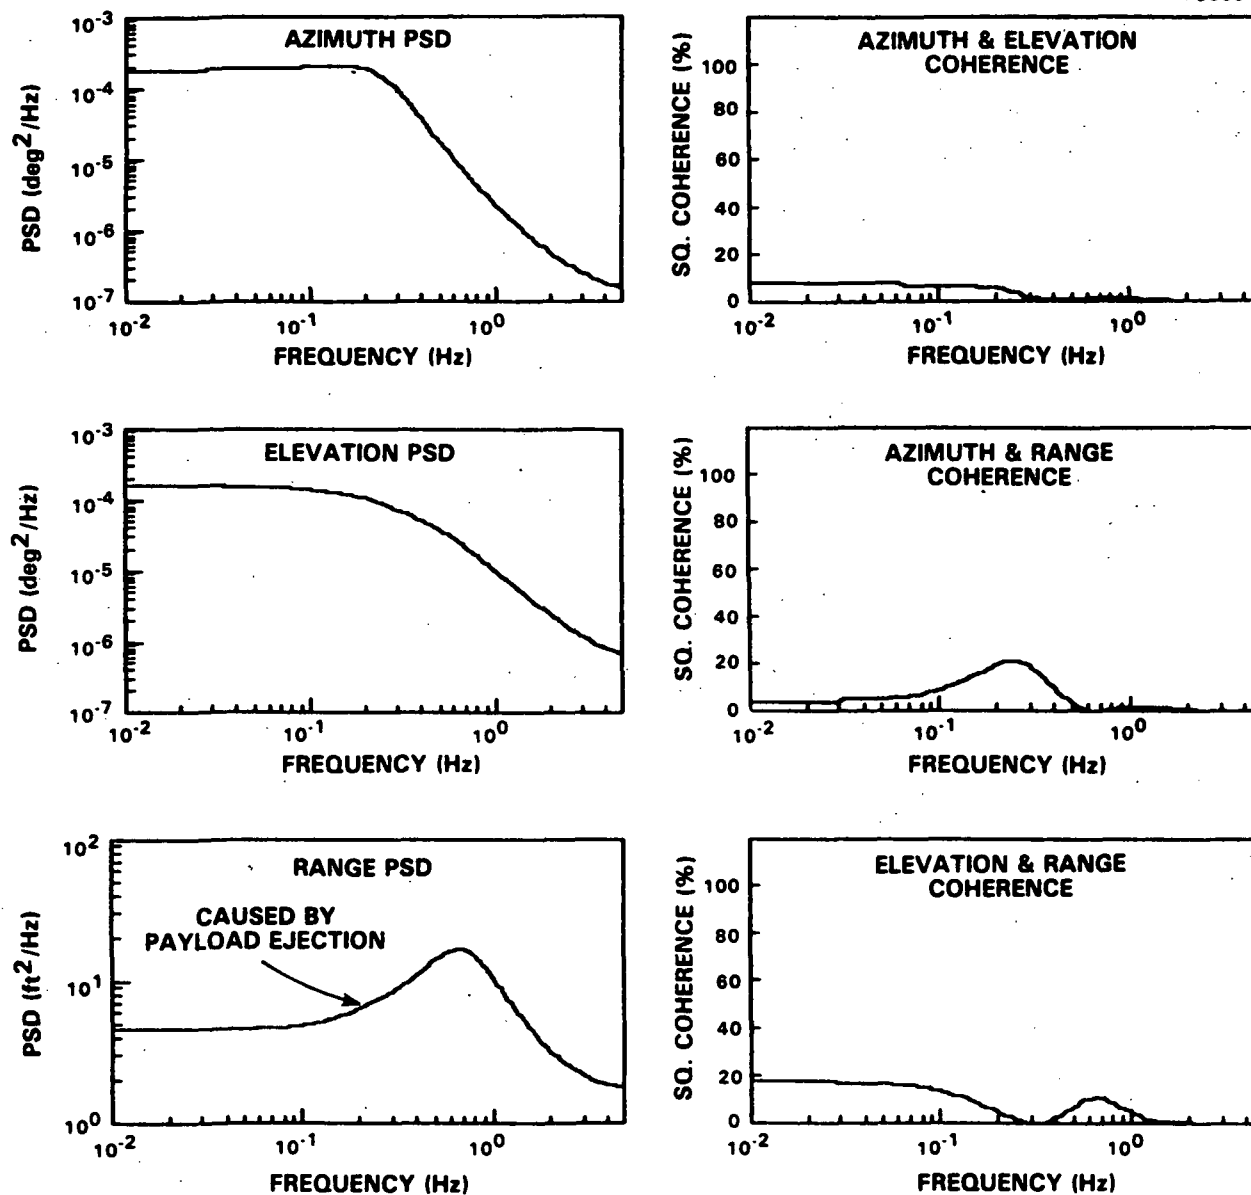 AZIMUTH PSD
PSD (deg2/Hz)
10-3
10-4
10-5
10-6
10-7
10-2
10-1
100
FREQUENCY (Hz)
AZIMUTH & ELEVATION
COHERENCE
SQ. COHERENCE (%)
100
80
60
40
20
0
10-2
10-1
100
FREQUENCY (Hz)
ELEVATION PSD
PSD (deg2/Hz)
10-3
10-4
10-5
10-6
10-7
10-2
10-1
100
FREQUENCY (Hz)
AZIMUTH & RANGE
COHERENCE
SQ. COHERENCE (%)
100
80
60
40
20
0
10-2
10-1
100
FREQUENCY (Hz)
RANGE PSD
CAUSED BY
PAYLOAD EJECTION
PSD (ft2/Hz)
102
101
100
10-2
10-1
100
FREQUENCY (Hz)
ELEVATION & RANGE
COHERENCE
SQ. COHERENCE (%)
100
80
60
40
20
0
10-2
10-1
100
FREQUENCY (Hz)